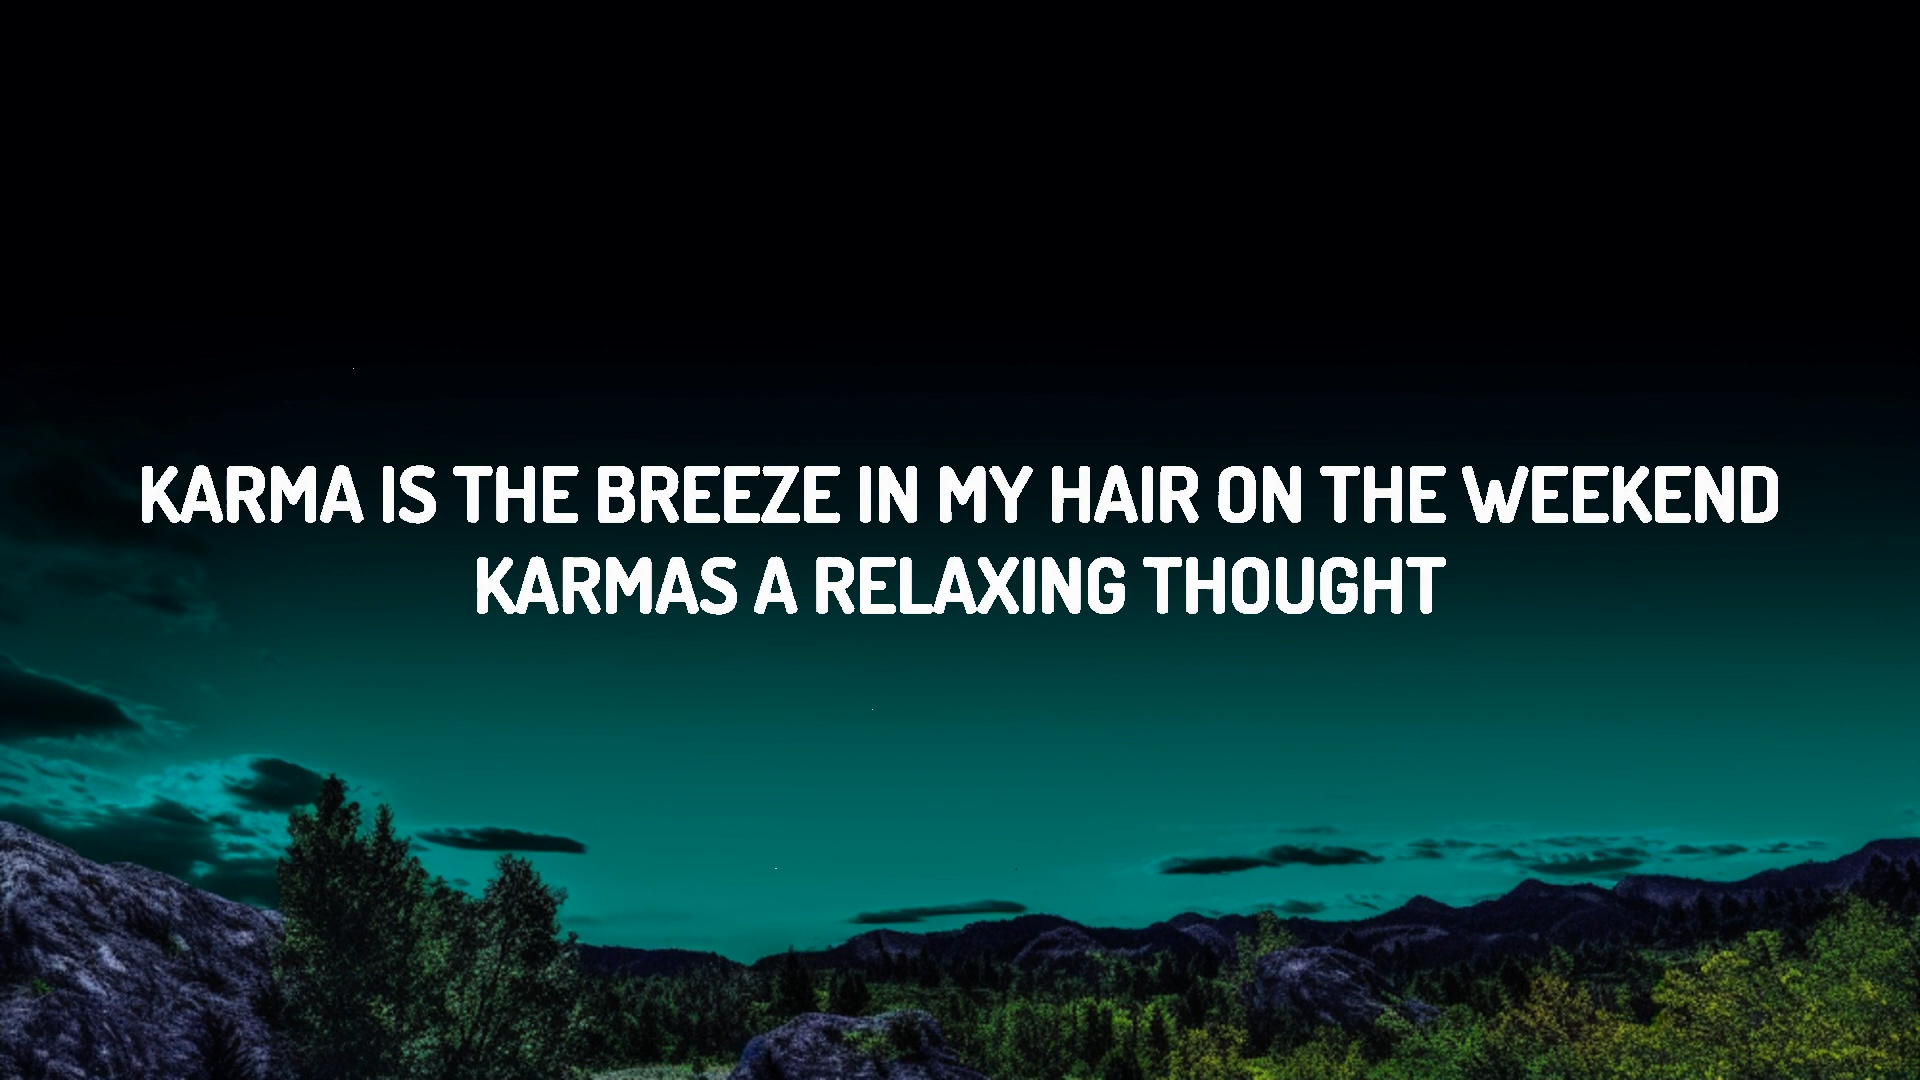 KARMA IS THE BREEZE IN MY HAIR ON THE WEEKEND
KARMAS A RELAXING THOUGHT